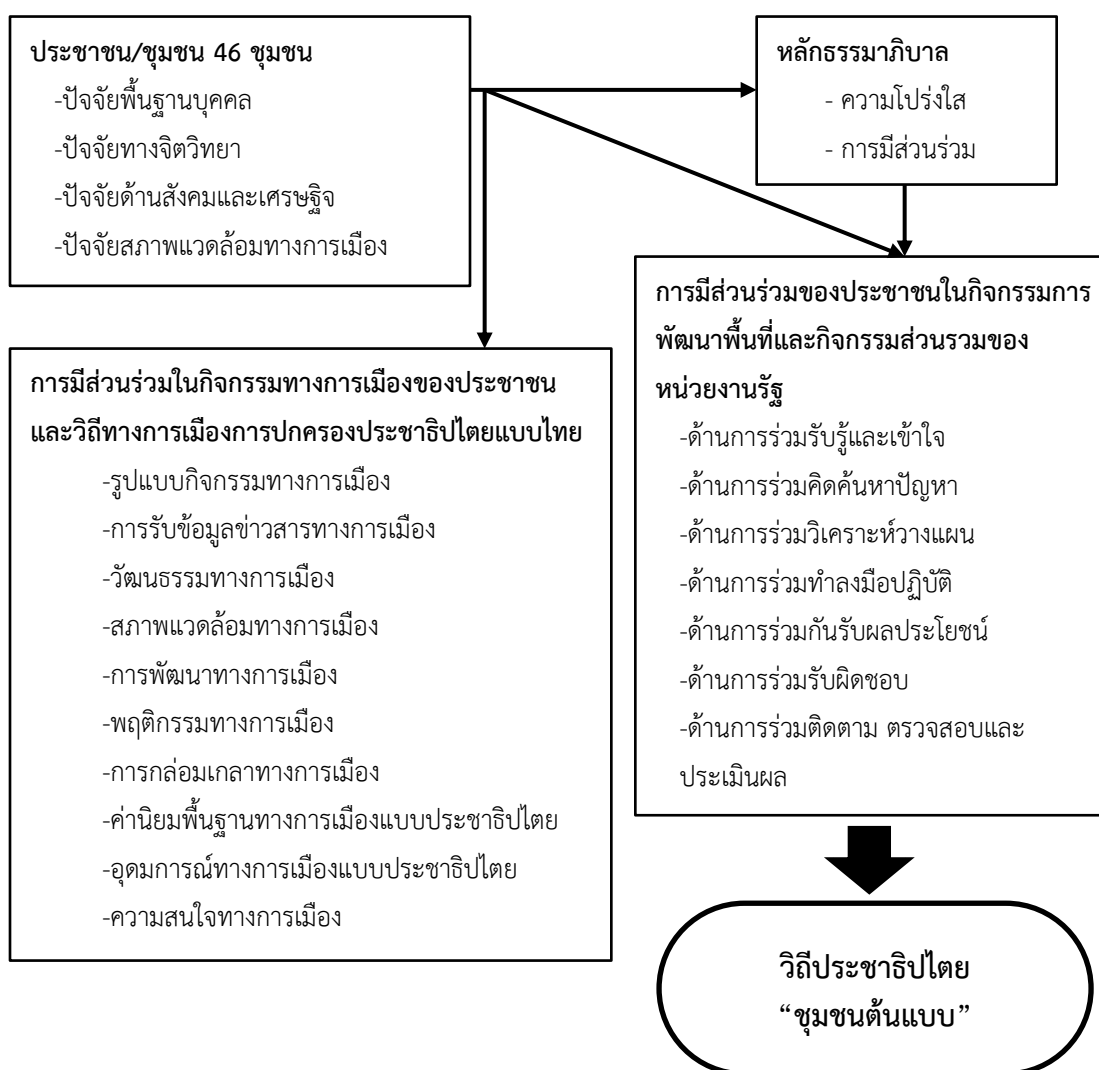 ประชาชน/ชุมชน 46 ชุมชน
-ปัจจัยพื้นฐานบุคคล
-ปัจจัยทางจิตวิทยา
-ปัจจัยด้านสังคมและเศรษฐิจ
-ปัจจัยสภาพแวดล้อมทางการเมือง
หลักธรรมาภิบาล
- ความโปร่งใส
- การมีส่วนร่วม
การมีส่วนร่วมในกิจกรรมทางการเมืองของประชาชน
และวิถีทางการเมืองการปกครองประชาธิปไตยแบบไทย
-รูปแบบกิจกรรมทางการเมือง
-การรับข้อมูลข่าวสารทางการเมือง
-วัฒนธรรมทางการเมือง
-สภาพแวดล้อมทางการเมือง
-การพัฒนาทางการเมือง
-พฤติกรรมทางการเมือง
-การกล่อมเกลาทางการเมือง
-ค่านิยมพื้นฐานทางการเมืองแบบประชาธิปไตย
-อุดมการณ์ทางการเมืองแบบประชาธิปไตย
-ความสนใจทางการเมือง
การมีส่วนร่วมของประชาชนในกิจกรรมการ
พัฒนาพื้นที่และกิจกรรมส่วนรวมของ
หน่วยงานรัฐ
-ด้านการร่วมรับรู้และเข้าใจ
-ด้านการร่วมคิดค้นหาปัญหา
-ด้านการร่วมวิเคราะห์วางแผน
-ด้านการร่วมทำลงมือปฏิบัติ
-ด้านการร่วมกันรับผลประโยชน์
-ด้านการร่วมรับผิดชอบ
-ด้านการร่วมติดตาม ตรวจสอบและ
ประเมินผล
วิถีประชาธิปไตย
“ชุมชนต้นแบบ”